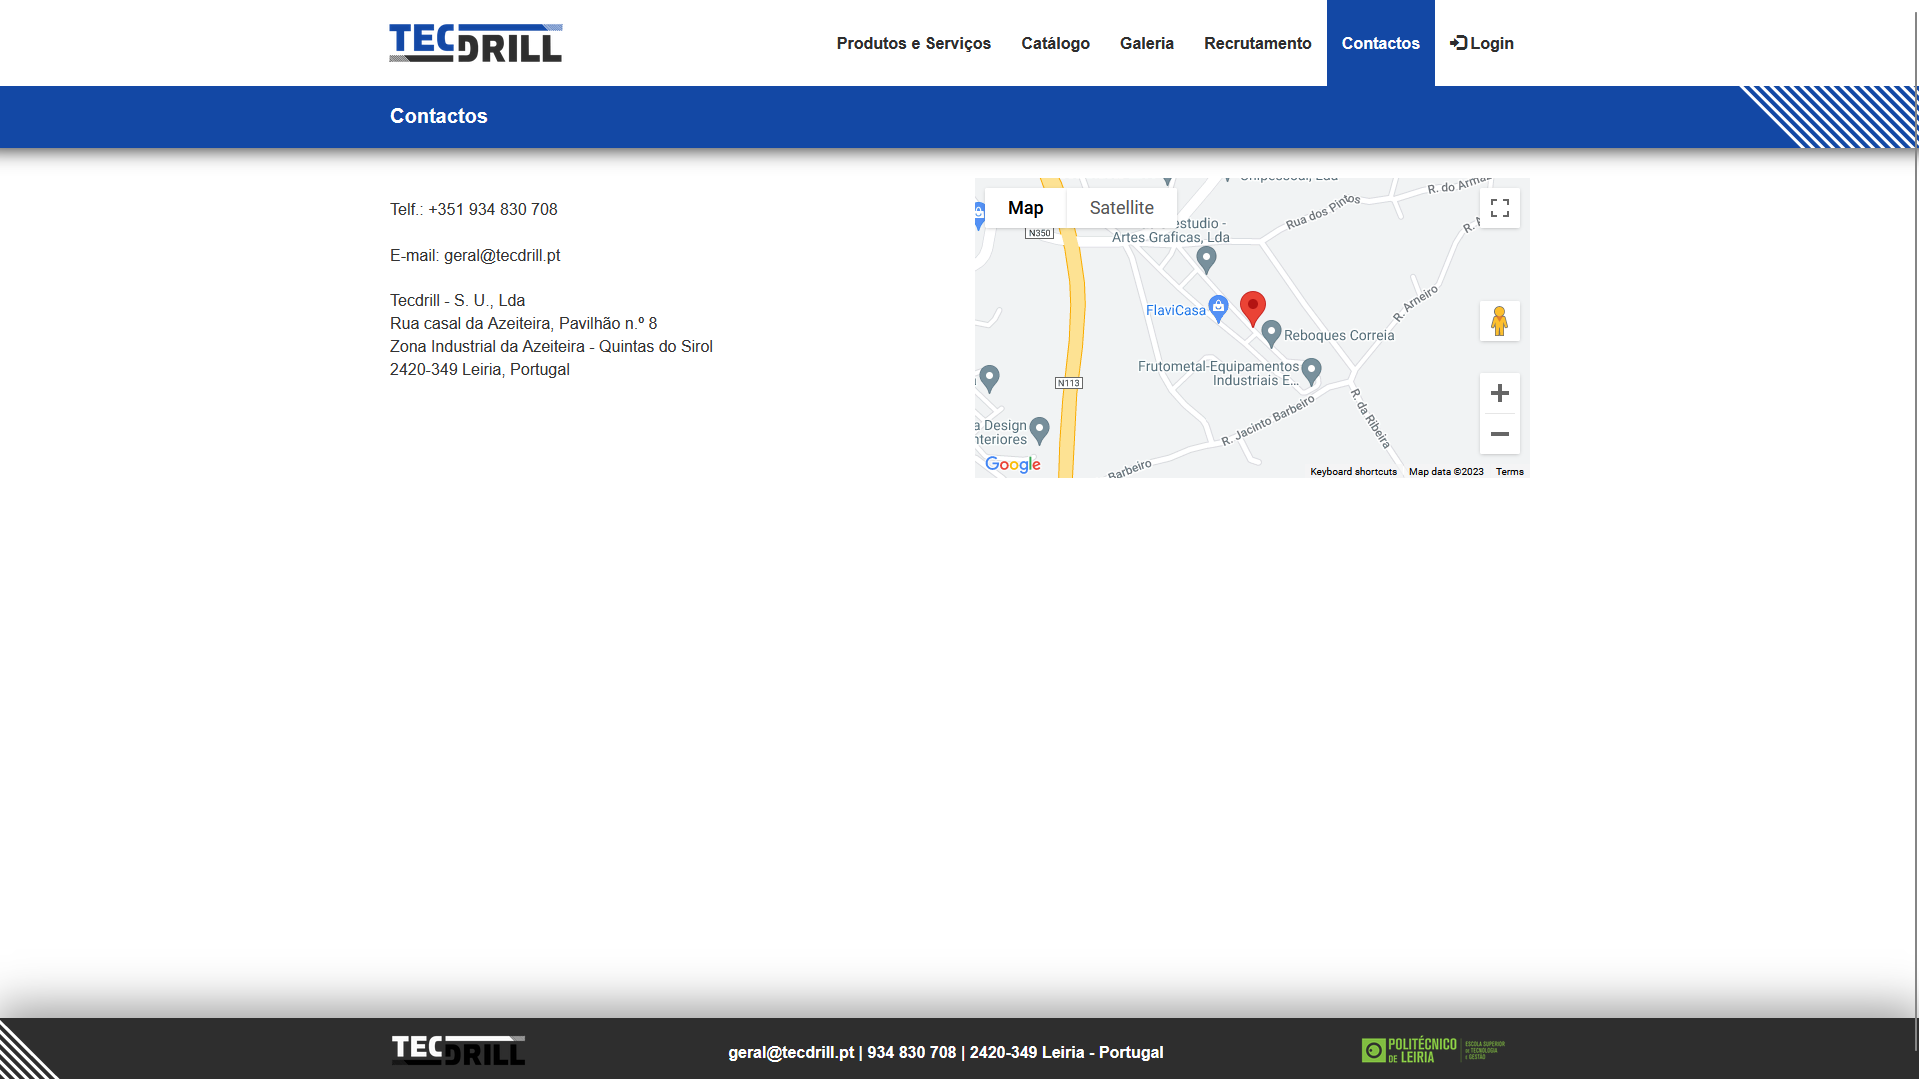 TECDRILL
Produtos e Serviços
Catálogo
Galeria
Recrutamento
Contactos
Login
Contactos
Telf.: +351 934 830 708
E-mail: geral@tecdrill.pt
Tecdrill - S. U., Lda
Rua casal da Azeiteira, Pavilhão n.º 8
Zona Industrial da Azeiteira - Quintas do Sirol
2420-349 Leiria, Portugal
Map
Satellite
R. do
Rua dos Pintos
N350
estudio -
Artes Graficas, Lda
FlaviCasa
R. Arneiro
Reboques Correia
Frutometal-Equipamentos
Industriais E...
N113
R. da Ribeira
R. Jacinto Barbeiro
a Design
nteriores
Barbeiro
Google
Keyboard shortcuts
Map data ©2023
Terms
TECDRILL
geral@tecdrill.pt | 934 830 708 | 2420-349 Leiria - Portugal
POLITÉCNICO
DE LEIRIA
ESCOLA SUPERIOR
DE TECNOLOGIA
E GESTÃO